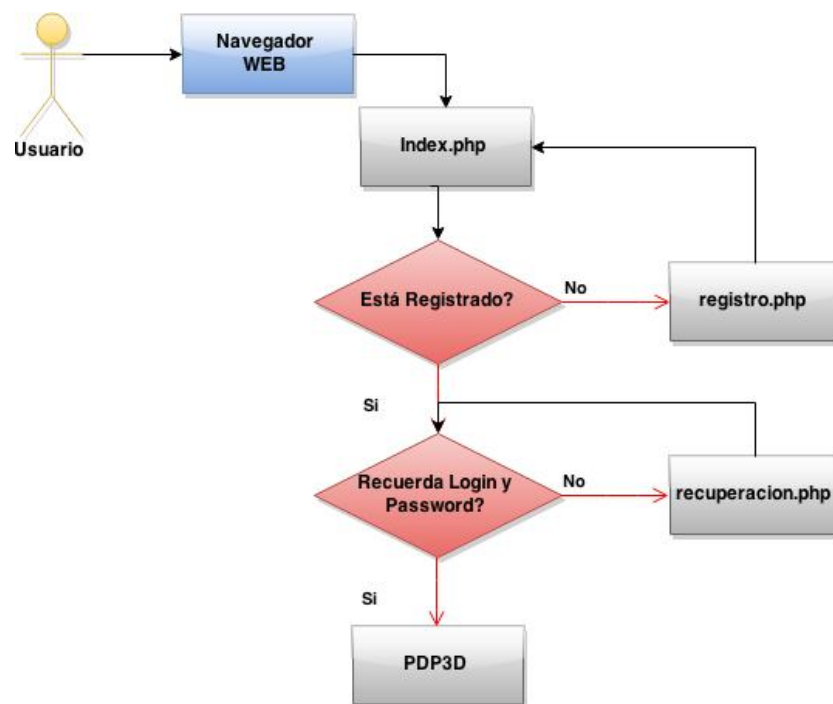 Navegador
WEB
Usuario
Index.php
Está Registrado?
No
registro.php
Si
Recuerda Login y
Password?
No
recuperacion.php
Si
PDP3D